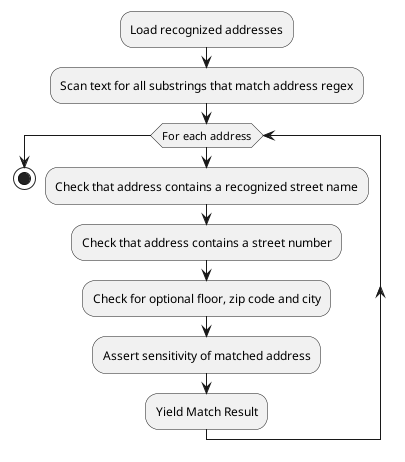 Load recognized addresses
Scan text for all substrings that match address regex
For each address
Check that address contains a recognized street name
Check that address contains a street number
Check for optional floor, zip code and city
Assert sensitivity of matched address
Yield Match Result